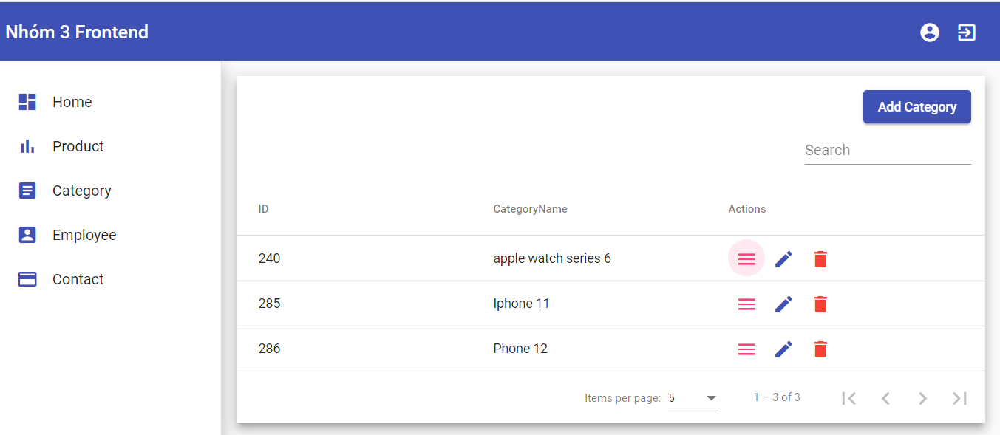 Nhóm 3 Frontend
Home
Product
Category
Employee
Contact
Add Category
Search
ID CategoryName Actions
240 apple watch series 6
285 Iphone 11
286 Phone 12
Items per page: 5 1 – 3 of 3